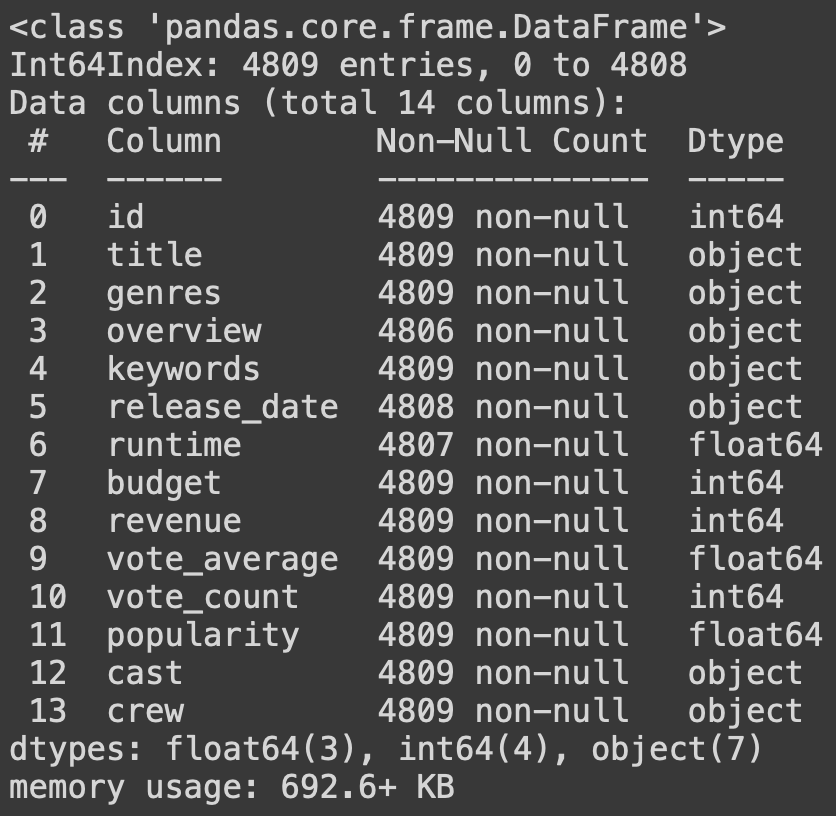 <class 'pandas.core.frame.DataFrame'>
Int64Index: 4809 entries, 0 to 4808
Data columns (total 14 columns):
 #   Column        Non-Null Count  Dtype
---  ------        --------------  -----
 0   id            4809 non-null   int64
 1   title         4809 non-null   object
 2   genres        4809 non-null   object
 3   overview      4806 non-null   object
 4   keywords      4809 non-null   object
 5   release_date  4808 non-null   object
 6   runtime       4807 non-null   float64
 7   budget        4809 non-null   int64
 8   revenue       4809 non-null   int64
 9   vote_average  4809 non-null   float64
 10  vote_count    4809 non-null   int64
 11  popularity    4809 non-null   float64
 12  cast          4809 non-null   object
 13  crew          4809 non-null   object
dtypes: float64(3), int64(4), object(7)
memory usage: 692.6+ KB